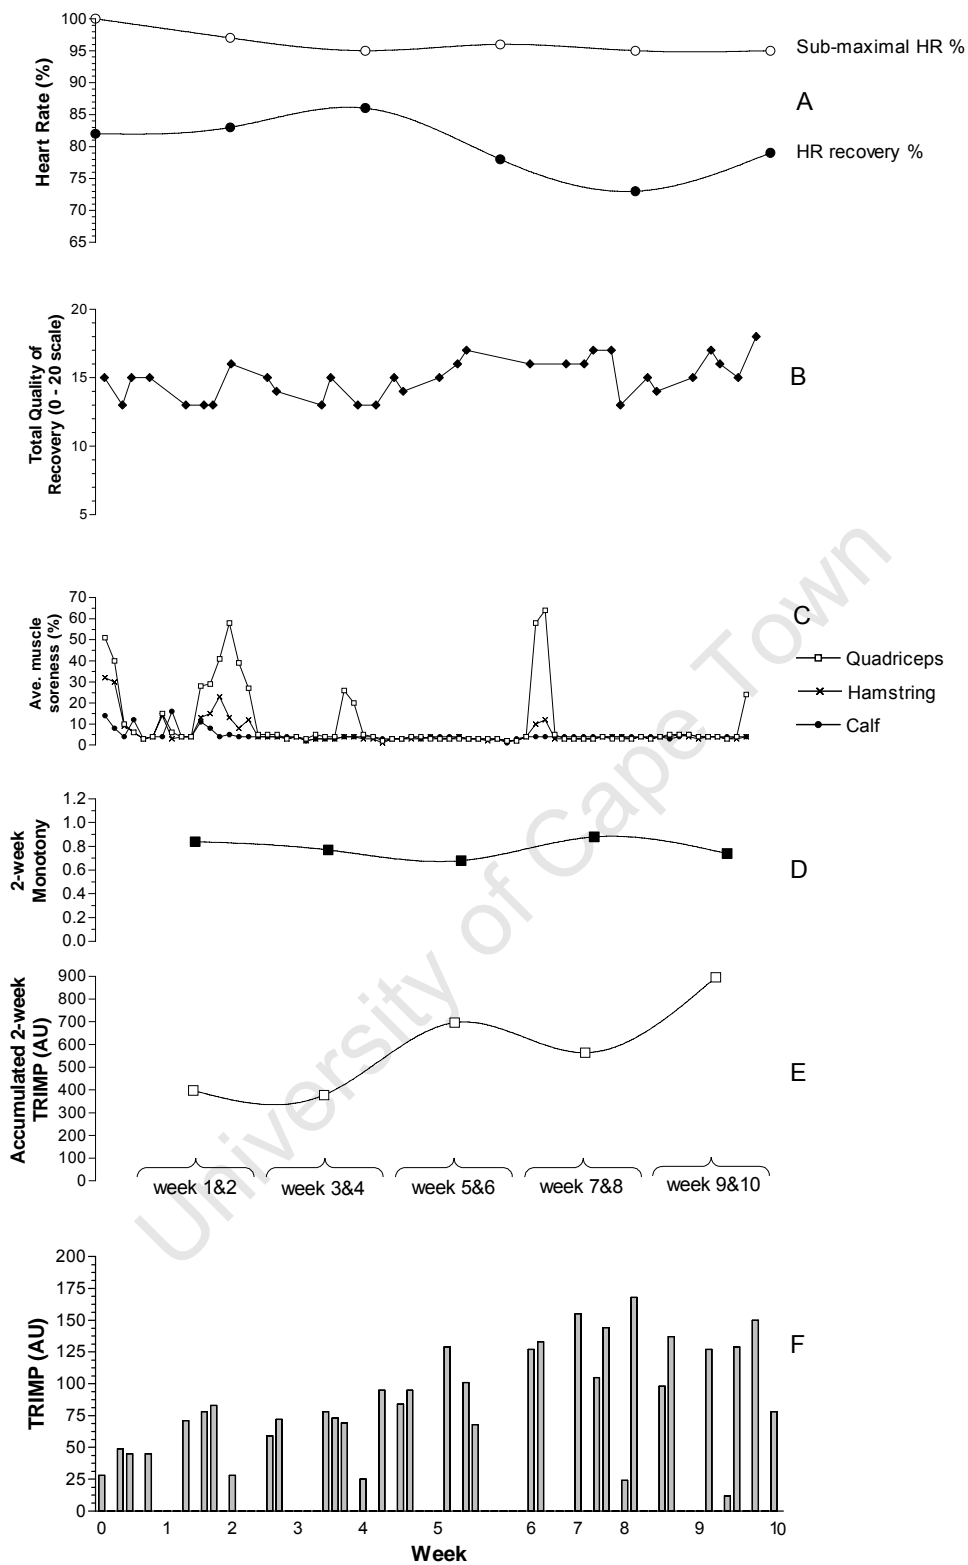 100
95
90
85
80
75
70
65
Heart Rate (%)
Sub-maximal HR %
A
HR recovery %
20
15
10
5
Total Quality of
Recovery (0 - 20 scale)
B
70
60
50
40
30
20
10
0
Ave. muscle
soreness (%)
C
Quadriceps
Hamstring
Calf
1.2
1.0
0.8
0.6
0.4
0.2
0.0
2-week
Monotony
D
900
800
700
600
500
400
300
200
100
0
Accumulated 2-week
TRIMP (AU)
E
week 1&2 week 3&4 week 5&6 week 7&8 week 9&10
200
175
150
125
100
75
50
25
0
TRIMP (AU)
F
0 1 2 3 4 5 6 7 8 9 10
Week
University of Cape Town